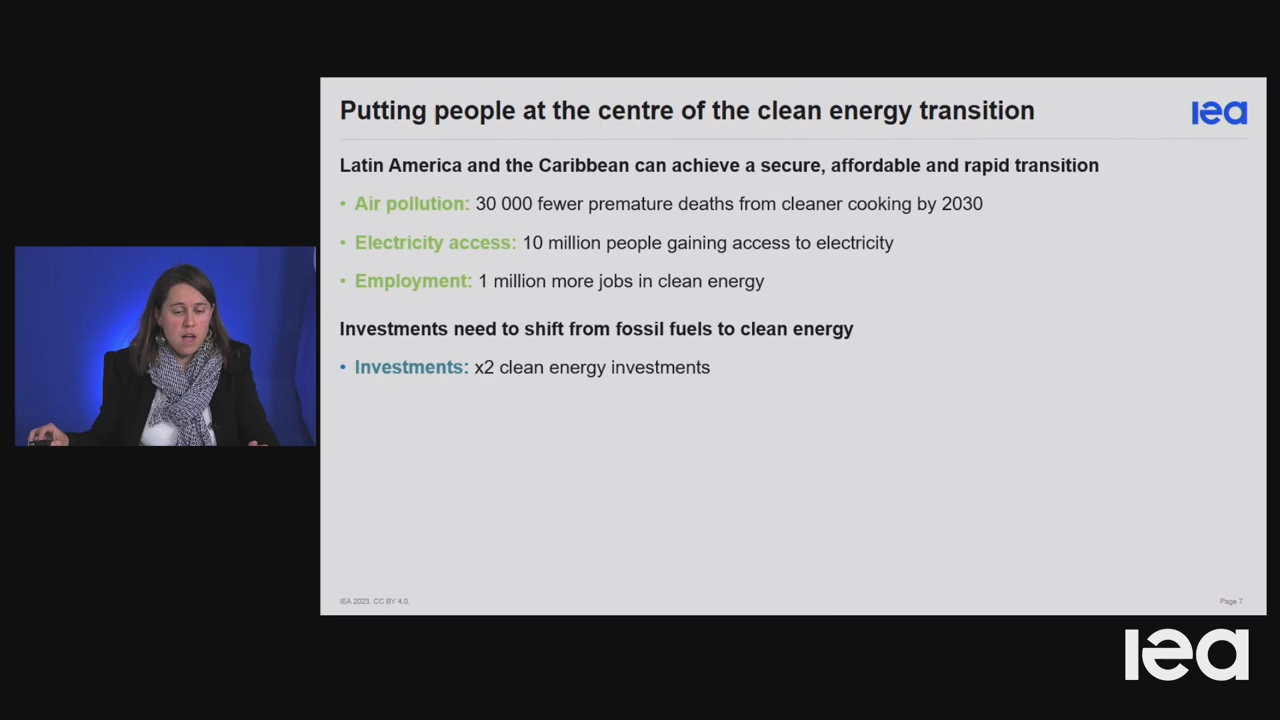 Putting people at the centre of the clean energy transition
iea
Latin America and the Caribbean can achieve a secure, affordable and rapid transition
• Air pollution: 30 000 fewer premature deaths from cleaner cooking by 2030
• Electricity access: 10 million people gaining access to electricity
• Employment: 1 million more jobs in clean energy
Investments need to shift from fossil fuels to clean energy
• Investments: x2 clean energy investments
IEA 2023. CC BY 4.0.
Page 7
iea